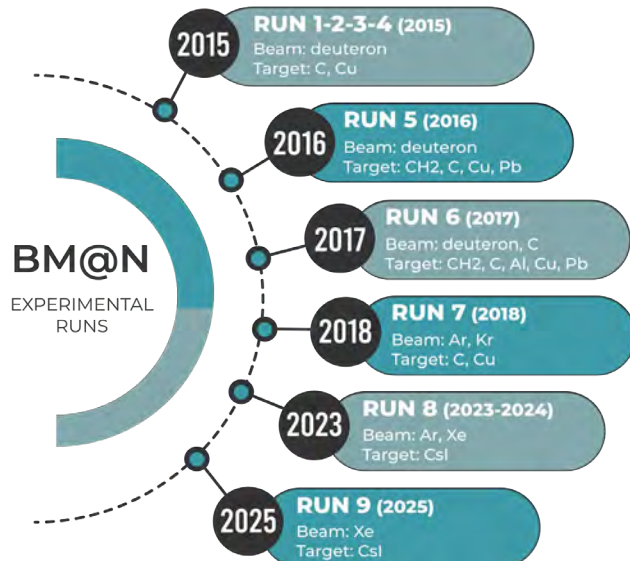 BM@N
EXPERIMENTAL
RUNS
2015
RUN 1-2-3-4 (2015)
Beam: deuteron
Target: C, Cu
2016
RUN 5 (2016)
Beam: deuteron
Target: CH2, C, Cu, Pb
2017
RUN 6 (2017)
Beam: deuteron, C
Target: CH2, C, Al, Cu, Pb
2018
RUN 7 (2018)
Beam: Ar, Kr
Target: C, Cu
2023
RUN 8 (2023-2024)
Beam: Ar, Xe
Target: CsI
2025
RUN 9 (2025)
Beam: Xe
Target: CsI